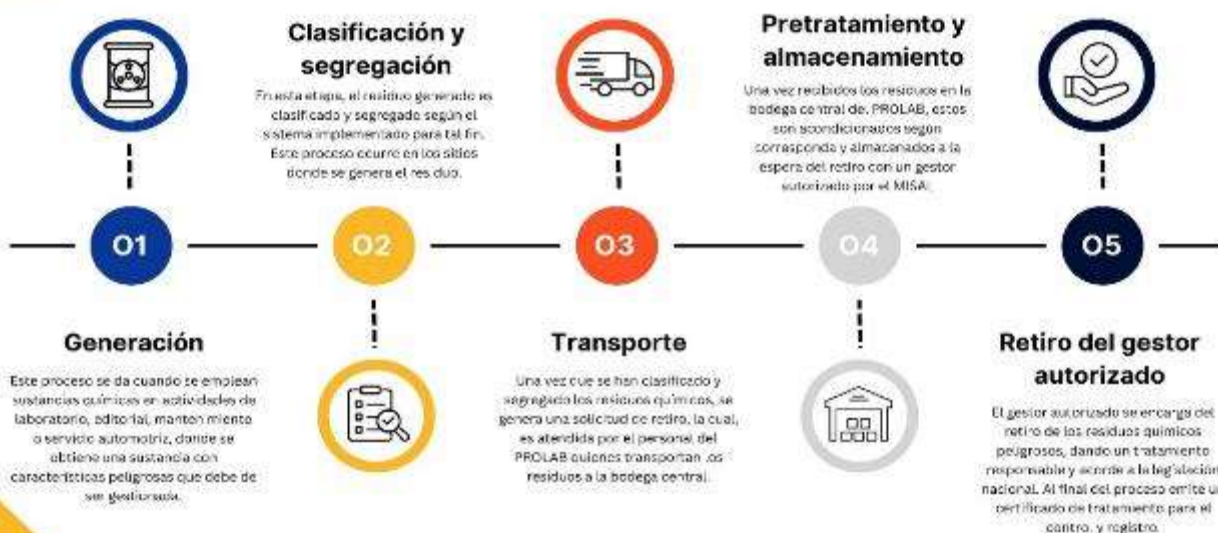 01
Generación
Este proceso se da cuando se emplean
sustancias químicas en actividades de
laboratorio, editorial, mantenimiento
o servicio automotriz, donde se
obtiene una sustancia con
características peligrosas que debe de
ser gestionada.
Clasificación y
segregación
En esta etapa, el residuo generado es
clasificado y segregado según el
sistema implementado para tal fin.
Este proceso ocurre en los sitios
donde se genera el residuo.
02
03
Transporte
Una vez que se han clasificado y
segregado los residuos químicos, se
genera una solicitud de retiro, la cual,
es atendida por el personal del
PROLAB quienes transportan los
residuos a la bodega central.
Pretratamiento y
almacenamiento
Una vez recibidos los residuos en la
bodega central del PROLAB, estos
son acondicionados según
corresponda y almacenados a la
espera del retiro con un gestor
autorizado por el
04
05
Retiro del gestor
autorizado
El gestor autorizado se encarga del
retiro de los residuos químicos
peligrosos, dando un tratamiento
responsable y acorde a la legislación
nacional. Al final del proceso emite u
certificado de tratamiento para el
control y registro.